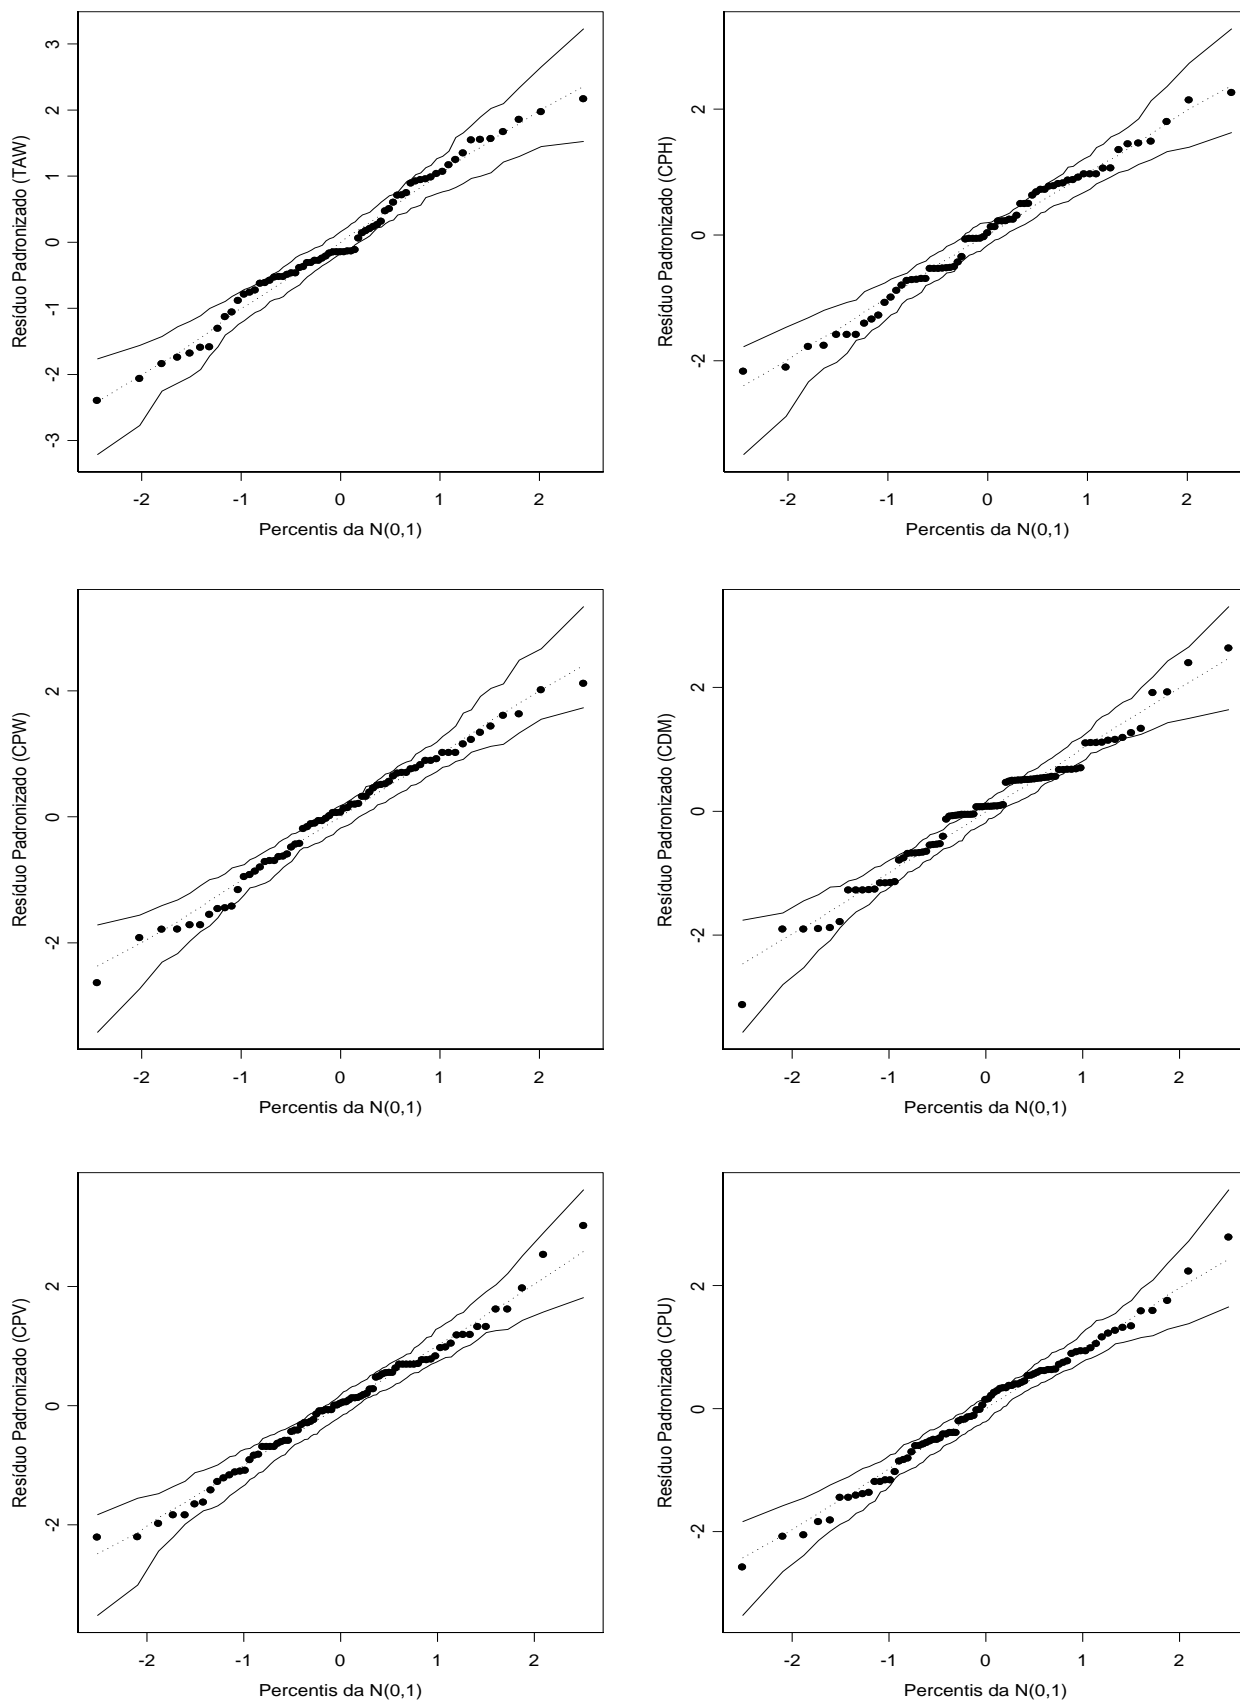 Resíduo Padronizado (TAW)
3
2
1
0
-1
-2
-3
-2 -1 0 1 2
Percentis da N(0,1)
Resíduo Padronizado (CPH)
2
0
-2
-2 -1 0 1 2
Percentis da N(0,1)
Resíduo Padronizado (CPW)
2
0
-2
-2 -1 0 1 2
Percentis da N(0,1)
Resíduo Padronizado (CDM)
2
0
-2
-2 -1 0 1 2
Percentis da N(0,1)
Resíduo Padronizado (CPV)
2
0
-2
-2 -1 0 1 2
Percentis da N(0,1)
Resíduo Padronizado (CPU)
2
0
-2
-2 -1 0 1 2
Percentis da N(0,1)